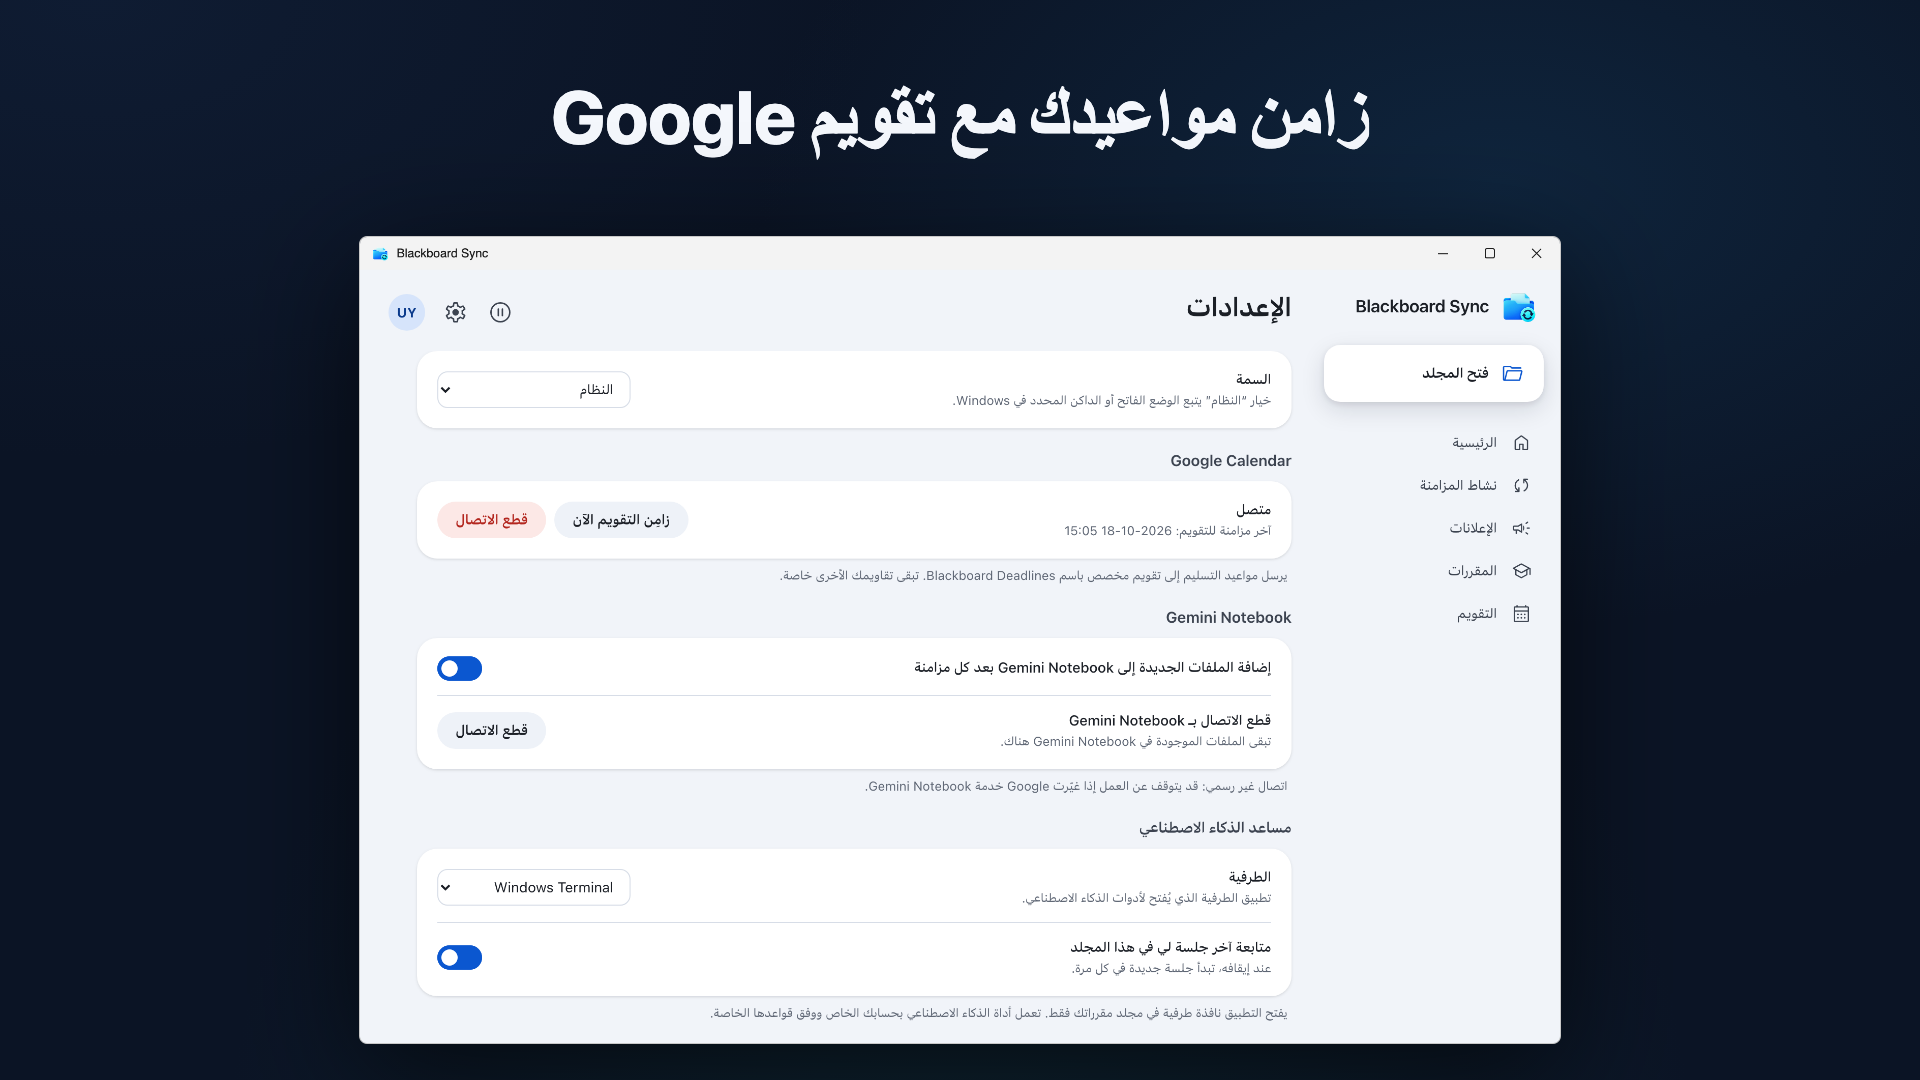 زامن مواعيدك مع تقويم Google
Blackboard Sync
Blackboard Sync
فتح المجلد
الرئيسية
نشاط المزامنة
الإعلانات
المقررات
التقويم
الإعدادات
UY
السمة
خيار "النظام" يتبع الوضع الفاتح أو الداكن المحدد في Windows.
النظام
Google Calendar
متصل
آخر مزامنة للتقويم: 2026-10-18 15:05
زامِن التقويم الآن
قطع الاتصال
يرسل مواعيد التسليم إلى تقويم مخصص باسم Blackboard Deadlines. تبقى تقاويمك الأخرى خاصة.
Gemini Notebook
إضافة الملفات الجديدة إلى Gemini Notebook بعد كل مزامنة
قطع الاتصال بـ Gemini Notebook
تبقى الملفات الموجودة في Gemini Notebook هناك.
قطع الاتصال
اتصال غير رسمي: قد يتوقف عن العمل إذا غيّرت Google خدمة Gemini Notebook.
مساعد الذكاء الاصطناعي
الطرفية
تطبيق الطرفية الذي يُفتح لأدوات الذكاء الاصطناعي.
Windows Terminal
متابعة آخر جلسة لي في هذا المجلد
عند إيقافه، تبدأ جلسة جديدة في كل مرة.
يفتح التطبيق نافذة طرفية في مجلد مقرراتك فقط. تعمل أداة الذكاء الاصطناعي بحسابك الخاص ووفق قواعدها الخاصة.